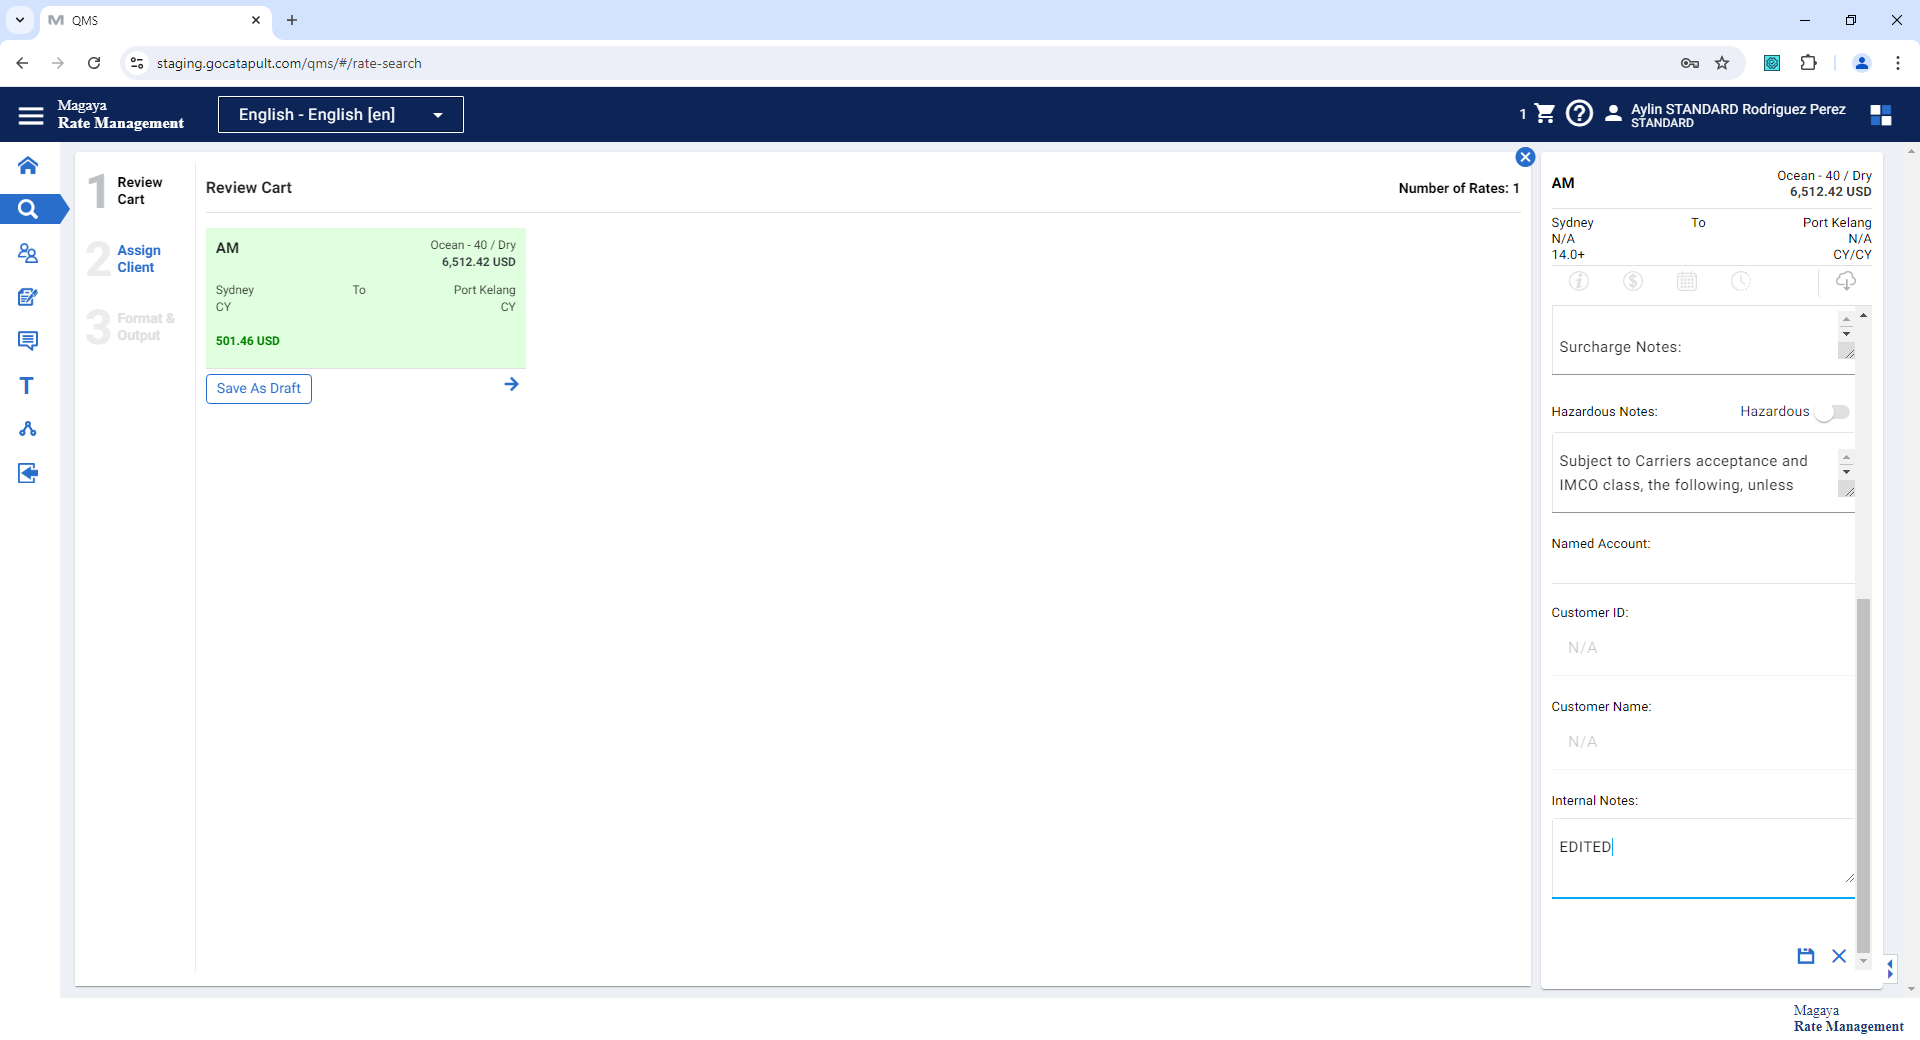 QMS
staging.gocatapult.com/qms/#/rate-search
Magaya
Rate Management
English - English [en]
1
Aylin STANDARD Rodriguez Perez
STANDARD
1 Review
Cart
2 Assign
Client
3 Format &
Output
T
Review Cart
Number of Rates: 1
AM
Ocean - 40 / Dry
6,512.42 USD
Sydney To Port Kelang
CY CY
501.46 USD
Save As Draft
AM
Ocean - 40 / Dry
6,512.42 USD
Sydney To Port Kelang
N/A N/A
14.0+ CY/CY
Surcharge Notes:
Hazardous Notes: Hazardous
Subject to Carriers acceptance and
IMCO class, the following, unless
Named Account:
Customer ID:
N/A
Customer Name:
N/A
Internal Notes:
EDITED
Magaya
Rate Management